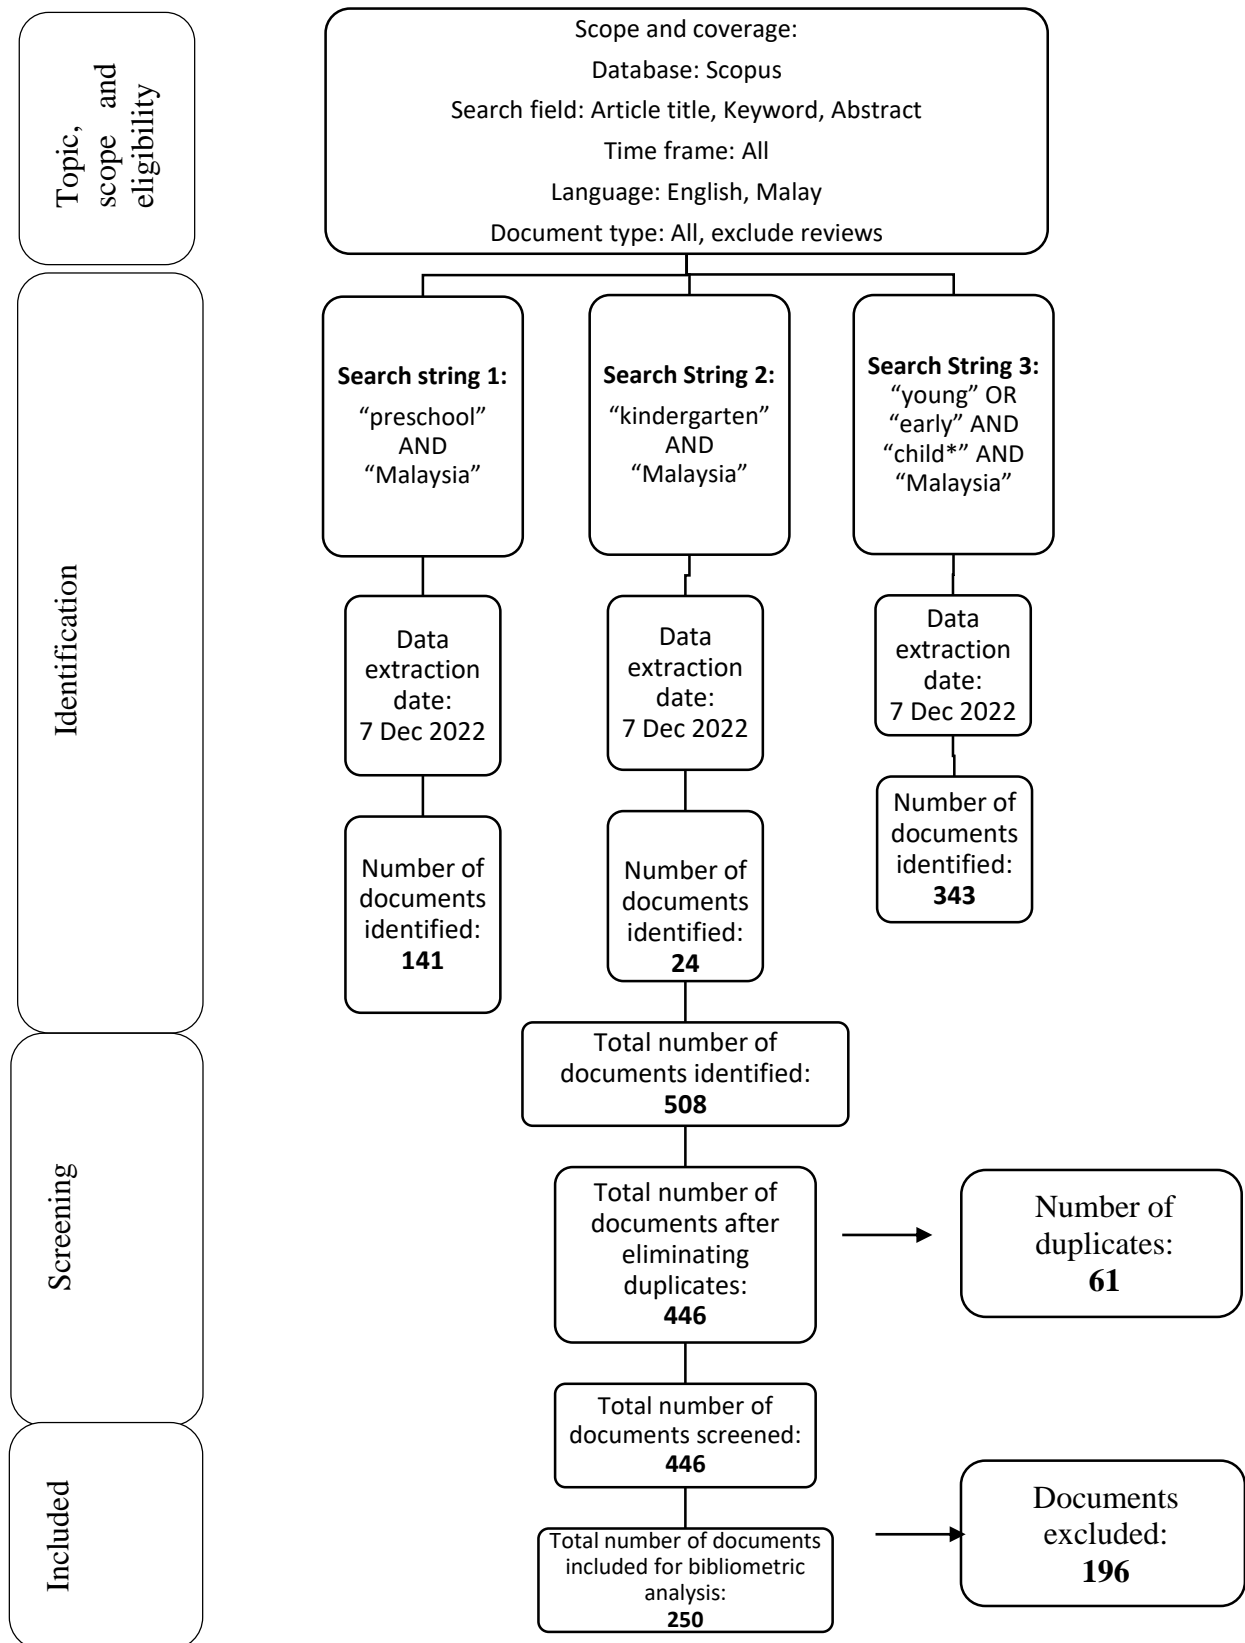 Topic,
scope and
eligibility
Scope and coverage:
Database: Scopus
Search field: Article title, Keyword, Abstract
Time frame: All
Language: English, Malay
Document type: All, exclude reviews
Identification
Search string 1:
“preschool”
AND
“Malaysia”
Search String 2:
“kindergarten”
AND
“Malaysia”
Search String 3:
“young” OR
“early” AND
“child*” AND
“Malaysia”
Data
extraction
date:
7 Dec 2022
Data
extraction
date:
7 Dec 2022
Data
extraction
date:
7 Dec 2022
Number of
documents
identified:
141
Number of
documents
identified:
24
Number of
documents
identified:
343
Total number of
documents identified:
508
Screening
Total number of
documents after
eliminating
duplicates:
446
Number of
duplicates:
61
Total number of
documents screened:
446
Included
Total number of documents
included for bibliometric
analysis:
250
Documents
excluded:
196